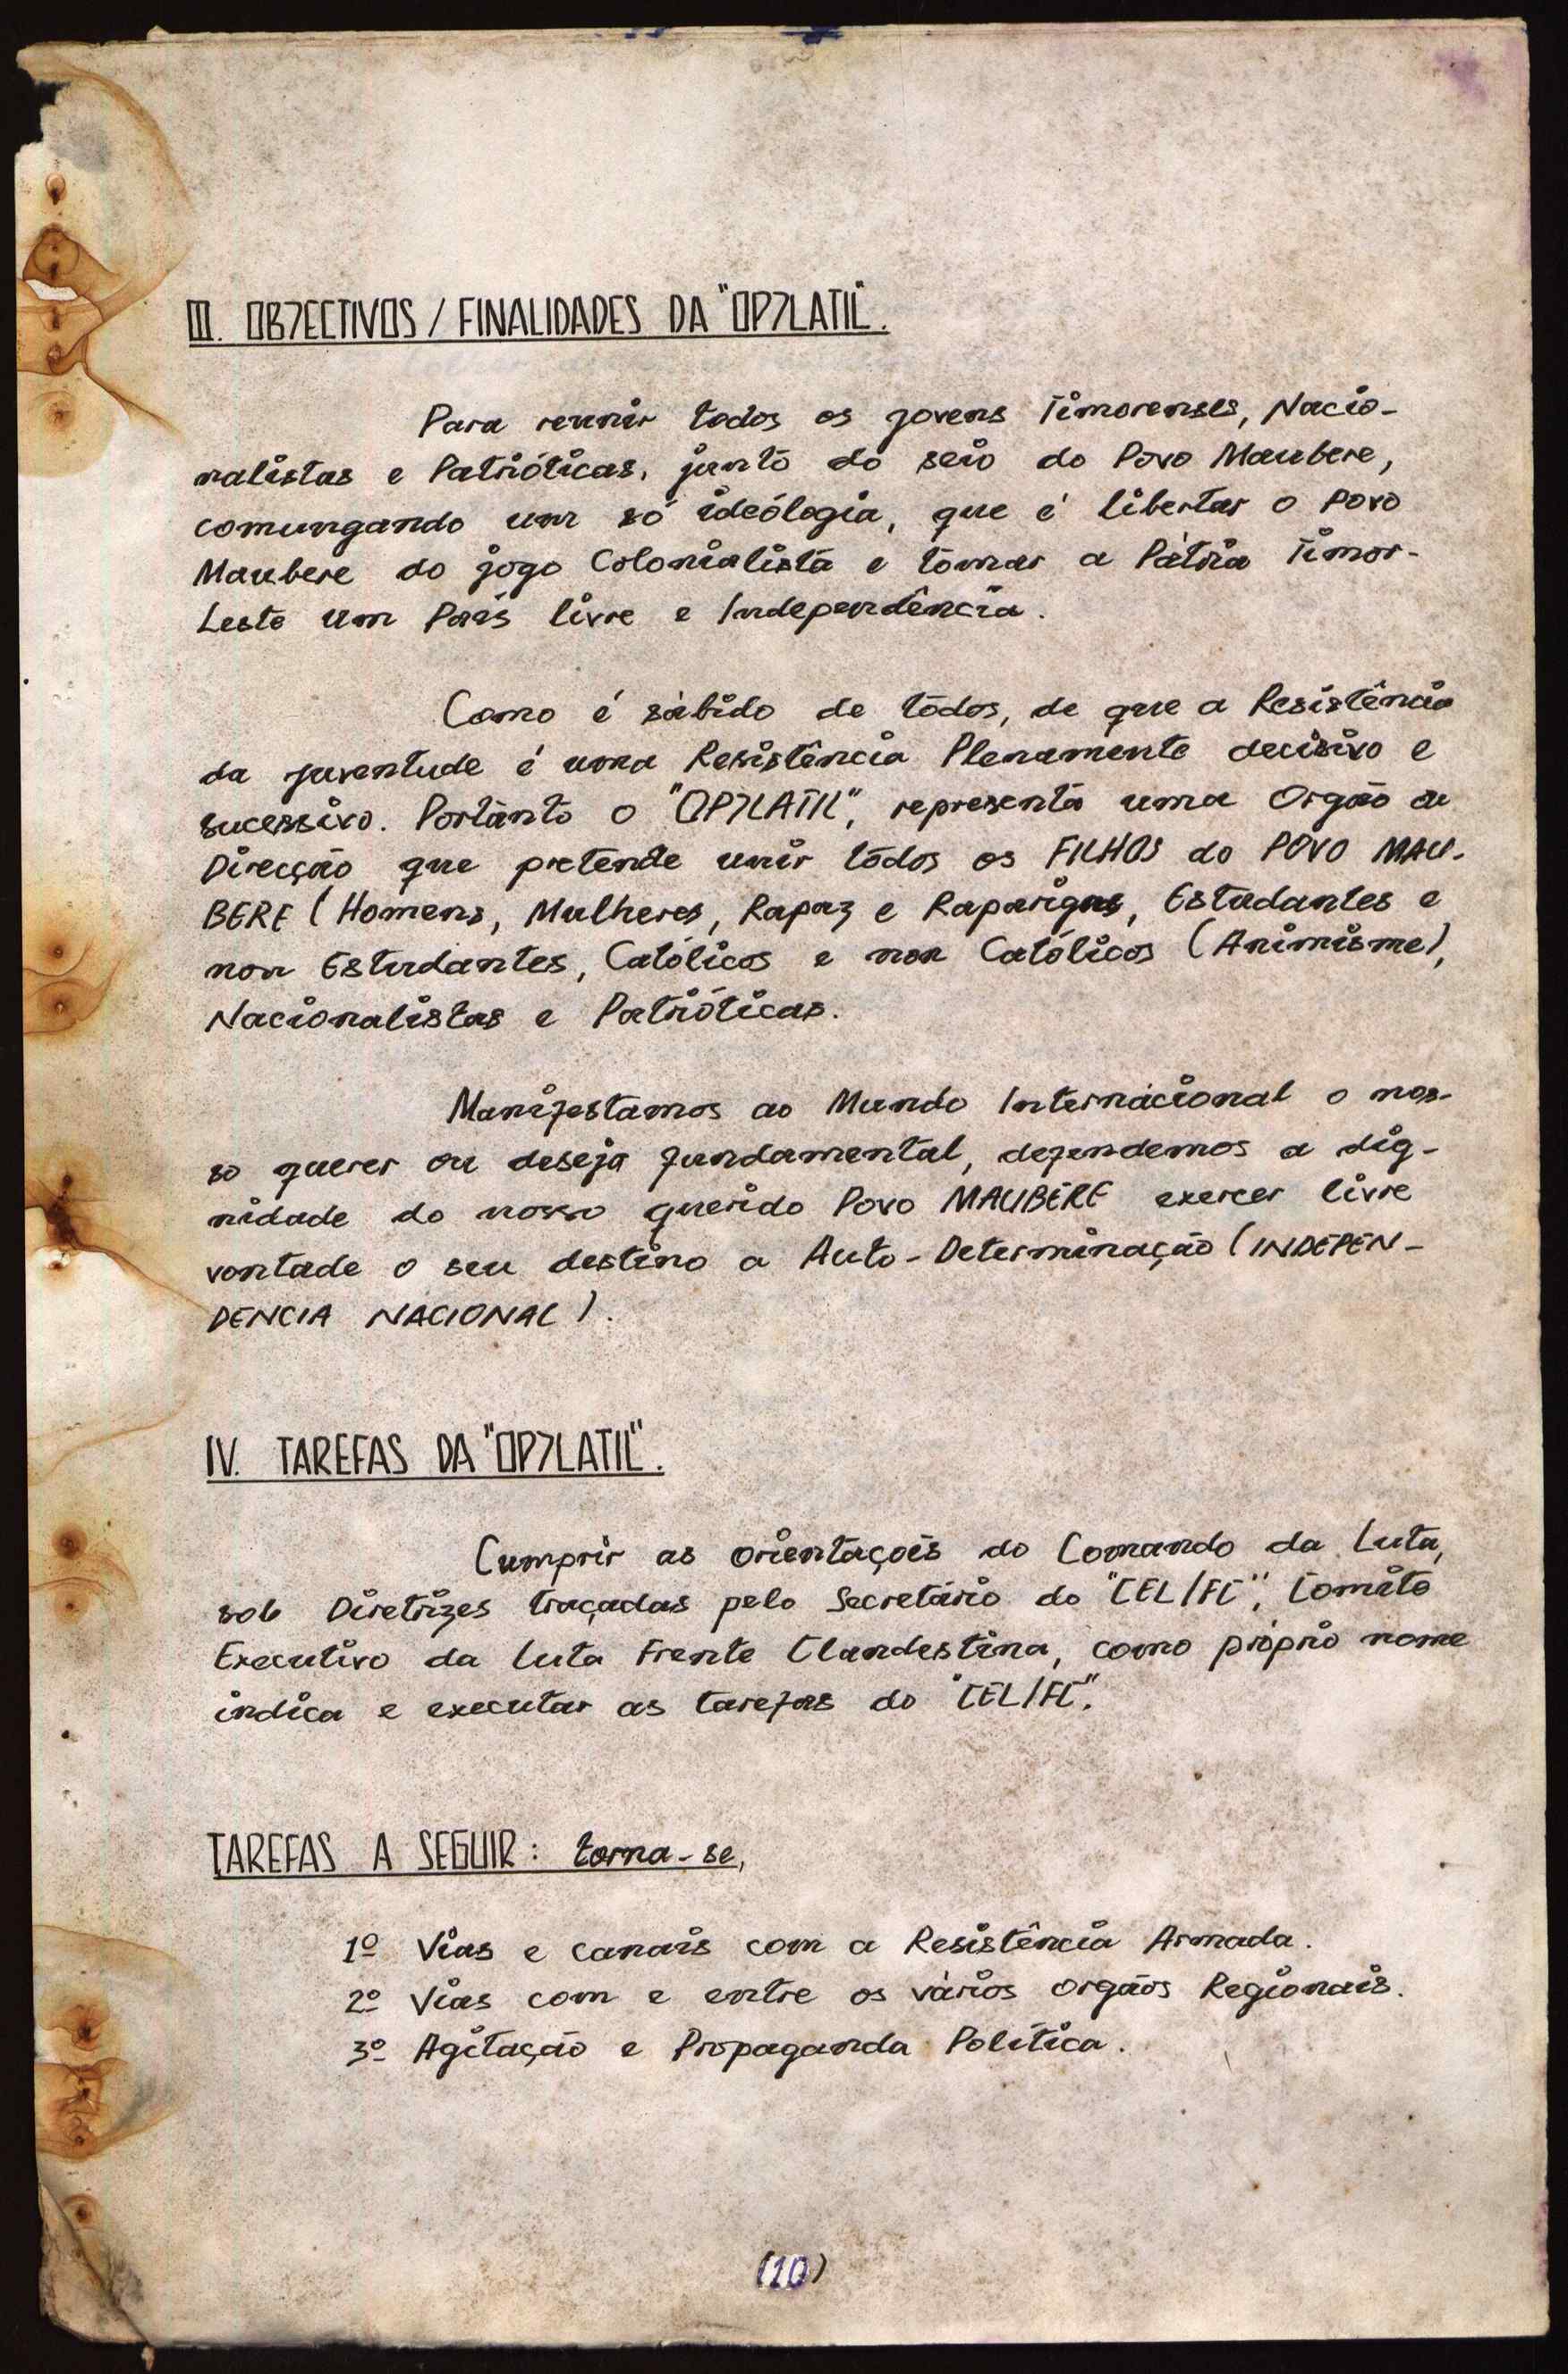 III. OBJECTIVOS / FINALIDADES DA "OPJLATIL".
Para reunir todos os jovens Timorenses, Nacio-
nalistas e Patrióticas, junto do seio do Povo Maubere,
comungando um só ideólogia, que é libertar o Povo
Maubere do jogo Colonialista e tornar a Pátria Timor-
Leste um País livre e Independência.
Como é sábido de tôdos, de que a Resistência
da juventude é uma Resistência Plenamente decisivo e
sucessivo. Portanto o "OPJLATIL", representa uma Orgão de
Direcção que pretende unir tôdos os FILHOS do POVO MAU-
BERE (Homens, Mulheres, Rapaz e Raparigas, Estudantes e
non Estudantes, Católicos e non Católicos (Animisme),
Nacionalistas e Patrióticas.
Manifestamos ao Mundo Internacional o nos-
so querer ou deseja fundamental, defendemos a dig-
nidade do nosso querido Povo MAUBERE exercer livre
vontade o seu destino a Auto-Determinação (INDEPEN-
DENCIA NACIONAL).
IV. TAREFAS DA "OPJLATIL".
Cumprir as orientaçoẽs do Comando da Luta,
sob Diretrizes traçadas pelo Secretário do "CEL/FC", Comite
Executivo da Luta Frente Clandestina, como próprio nome
indica e executar as tarefas do "CEL/FC".
TAREFAS A SEGUIR: torna-se,
1º Vias e canais com a Resistência Armada.
2º Vias com e entre os vários orgãos Regionais.
3º Agitação e Propaganda Politica.
(10)